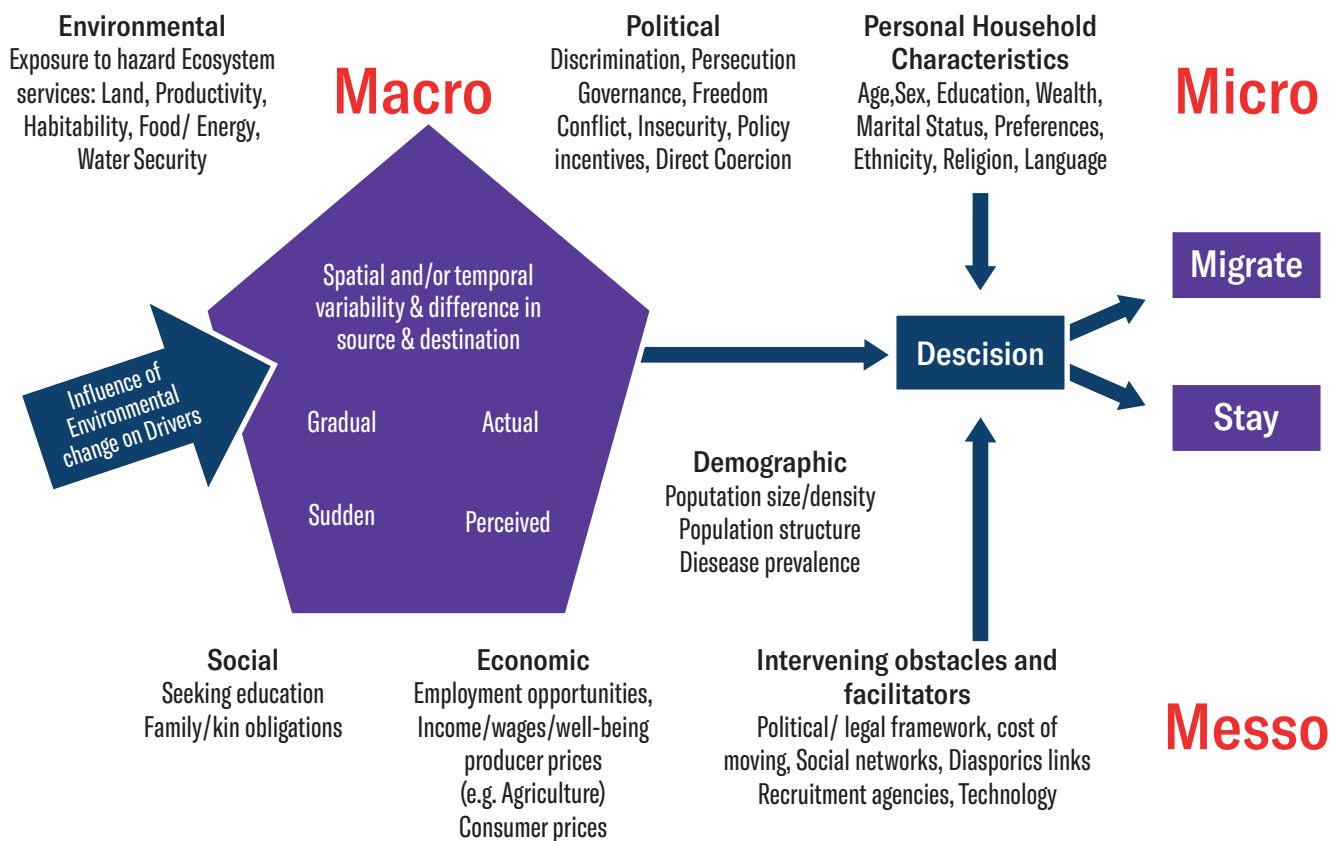 Environmental
Exposure to hazard Ecosystem
services: Land, Productivity,
Habitability, Food/ Energy,
Water Security
Macro
Political
Discrimination, Persecution
Governance, Freedom
Conflict, Insecurity, Policy
incentives, Direct Coercion
Personal Household
Characteristics
Age,Sex, Education, Wealth,
Marital Status, Preferences,
Ethnicity, Religion, Language
Micro
Spatial and/or temporal
variability & difference in
source & destination
Gradual
Actual
Sudden
Perceived
Influence of
Environmental
change on Drivers
Descision
Migrate
Stay
Demographic
Poputation size/density
Population structure
Diesease prevalence
Social
Seeking education
Family/kin obligations
Economic
Employment opportunities,
Income/wages/well-being
producer prices
(e.g. Agriculture)
Consumer prices
Intervening obstacles and
facilitators
Political/ legal framework, cost of
moving, Social networks, Diasporics links
Recruitment agencies, Technology
Messo